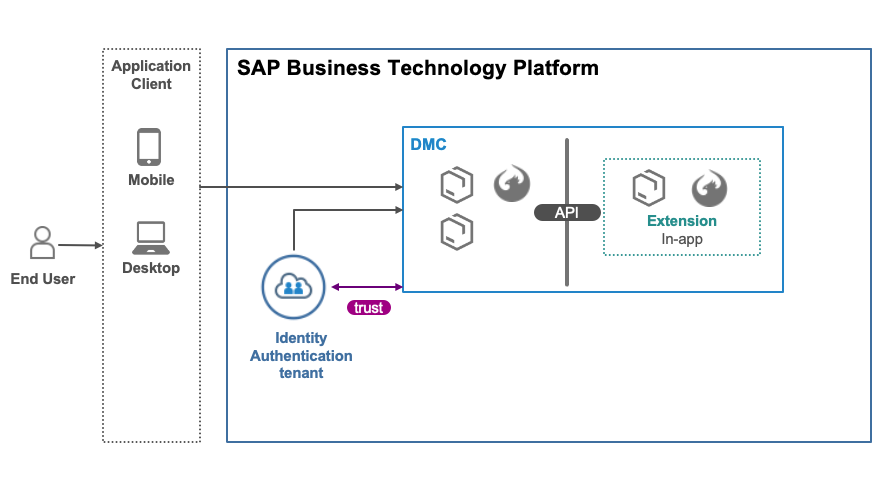 Application
Client
Mobile
Desktop
End User
SAP Business Technology Platform
DMC
API
Extension
In-app
trust
Identity
Authentication
tenant